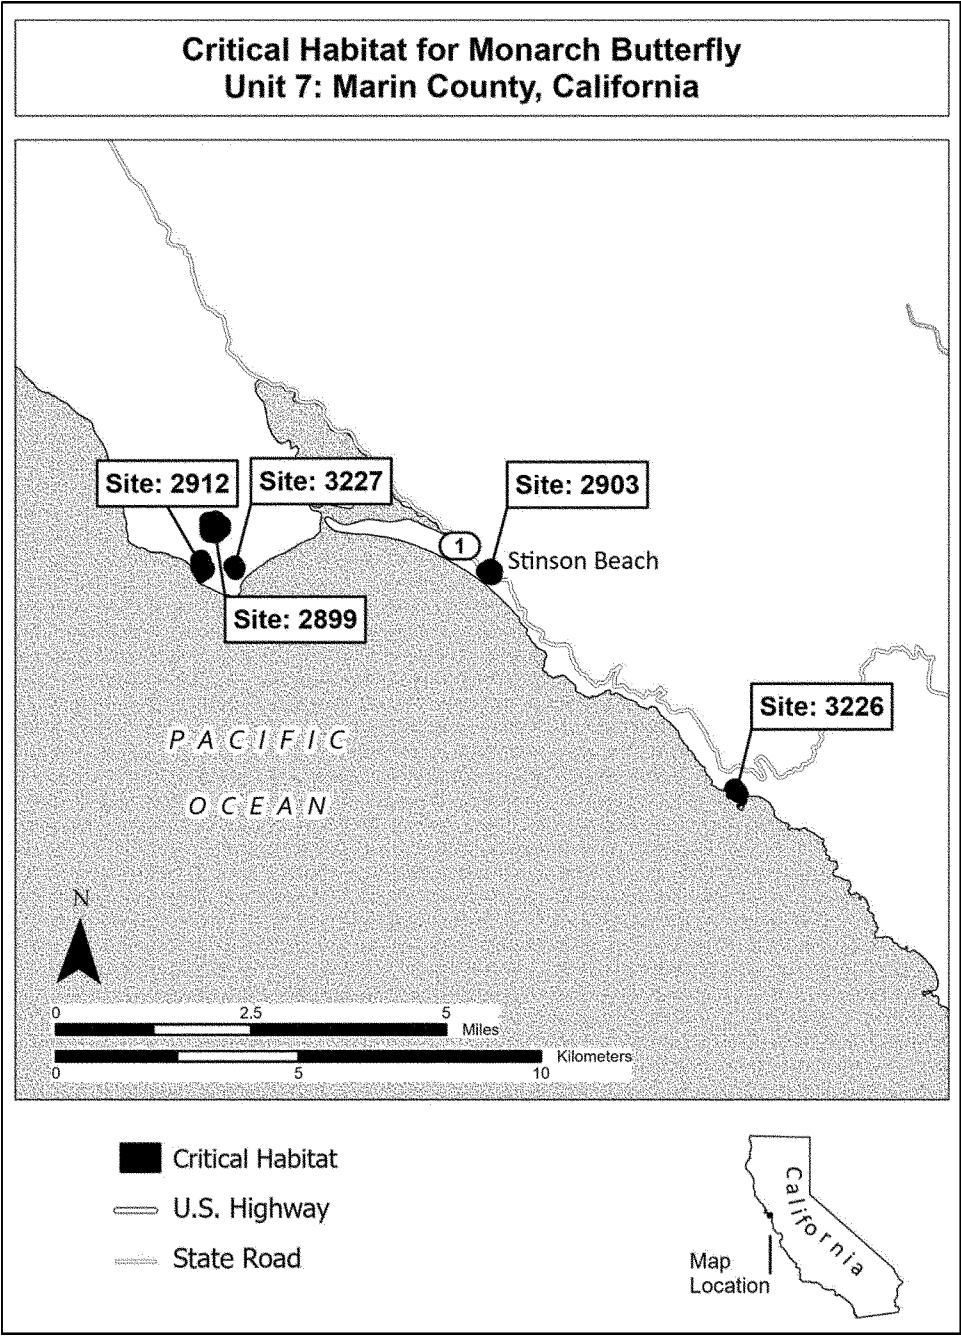 Critical Habitat for Monarch Butterfly
Unit 7: Marin County, California
Site: 2912
Site: 3227
Site: 2903
1
Stinson Beach
Site: 2899
Site: 3226
PACIFIC
OCEAN
N
0 2.5 5
Miles
Kilometers
0 5 10
Critical Habitat
U.S. Highway
State Road
California
Map
Location